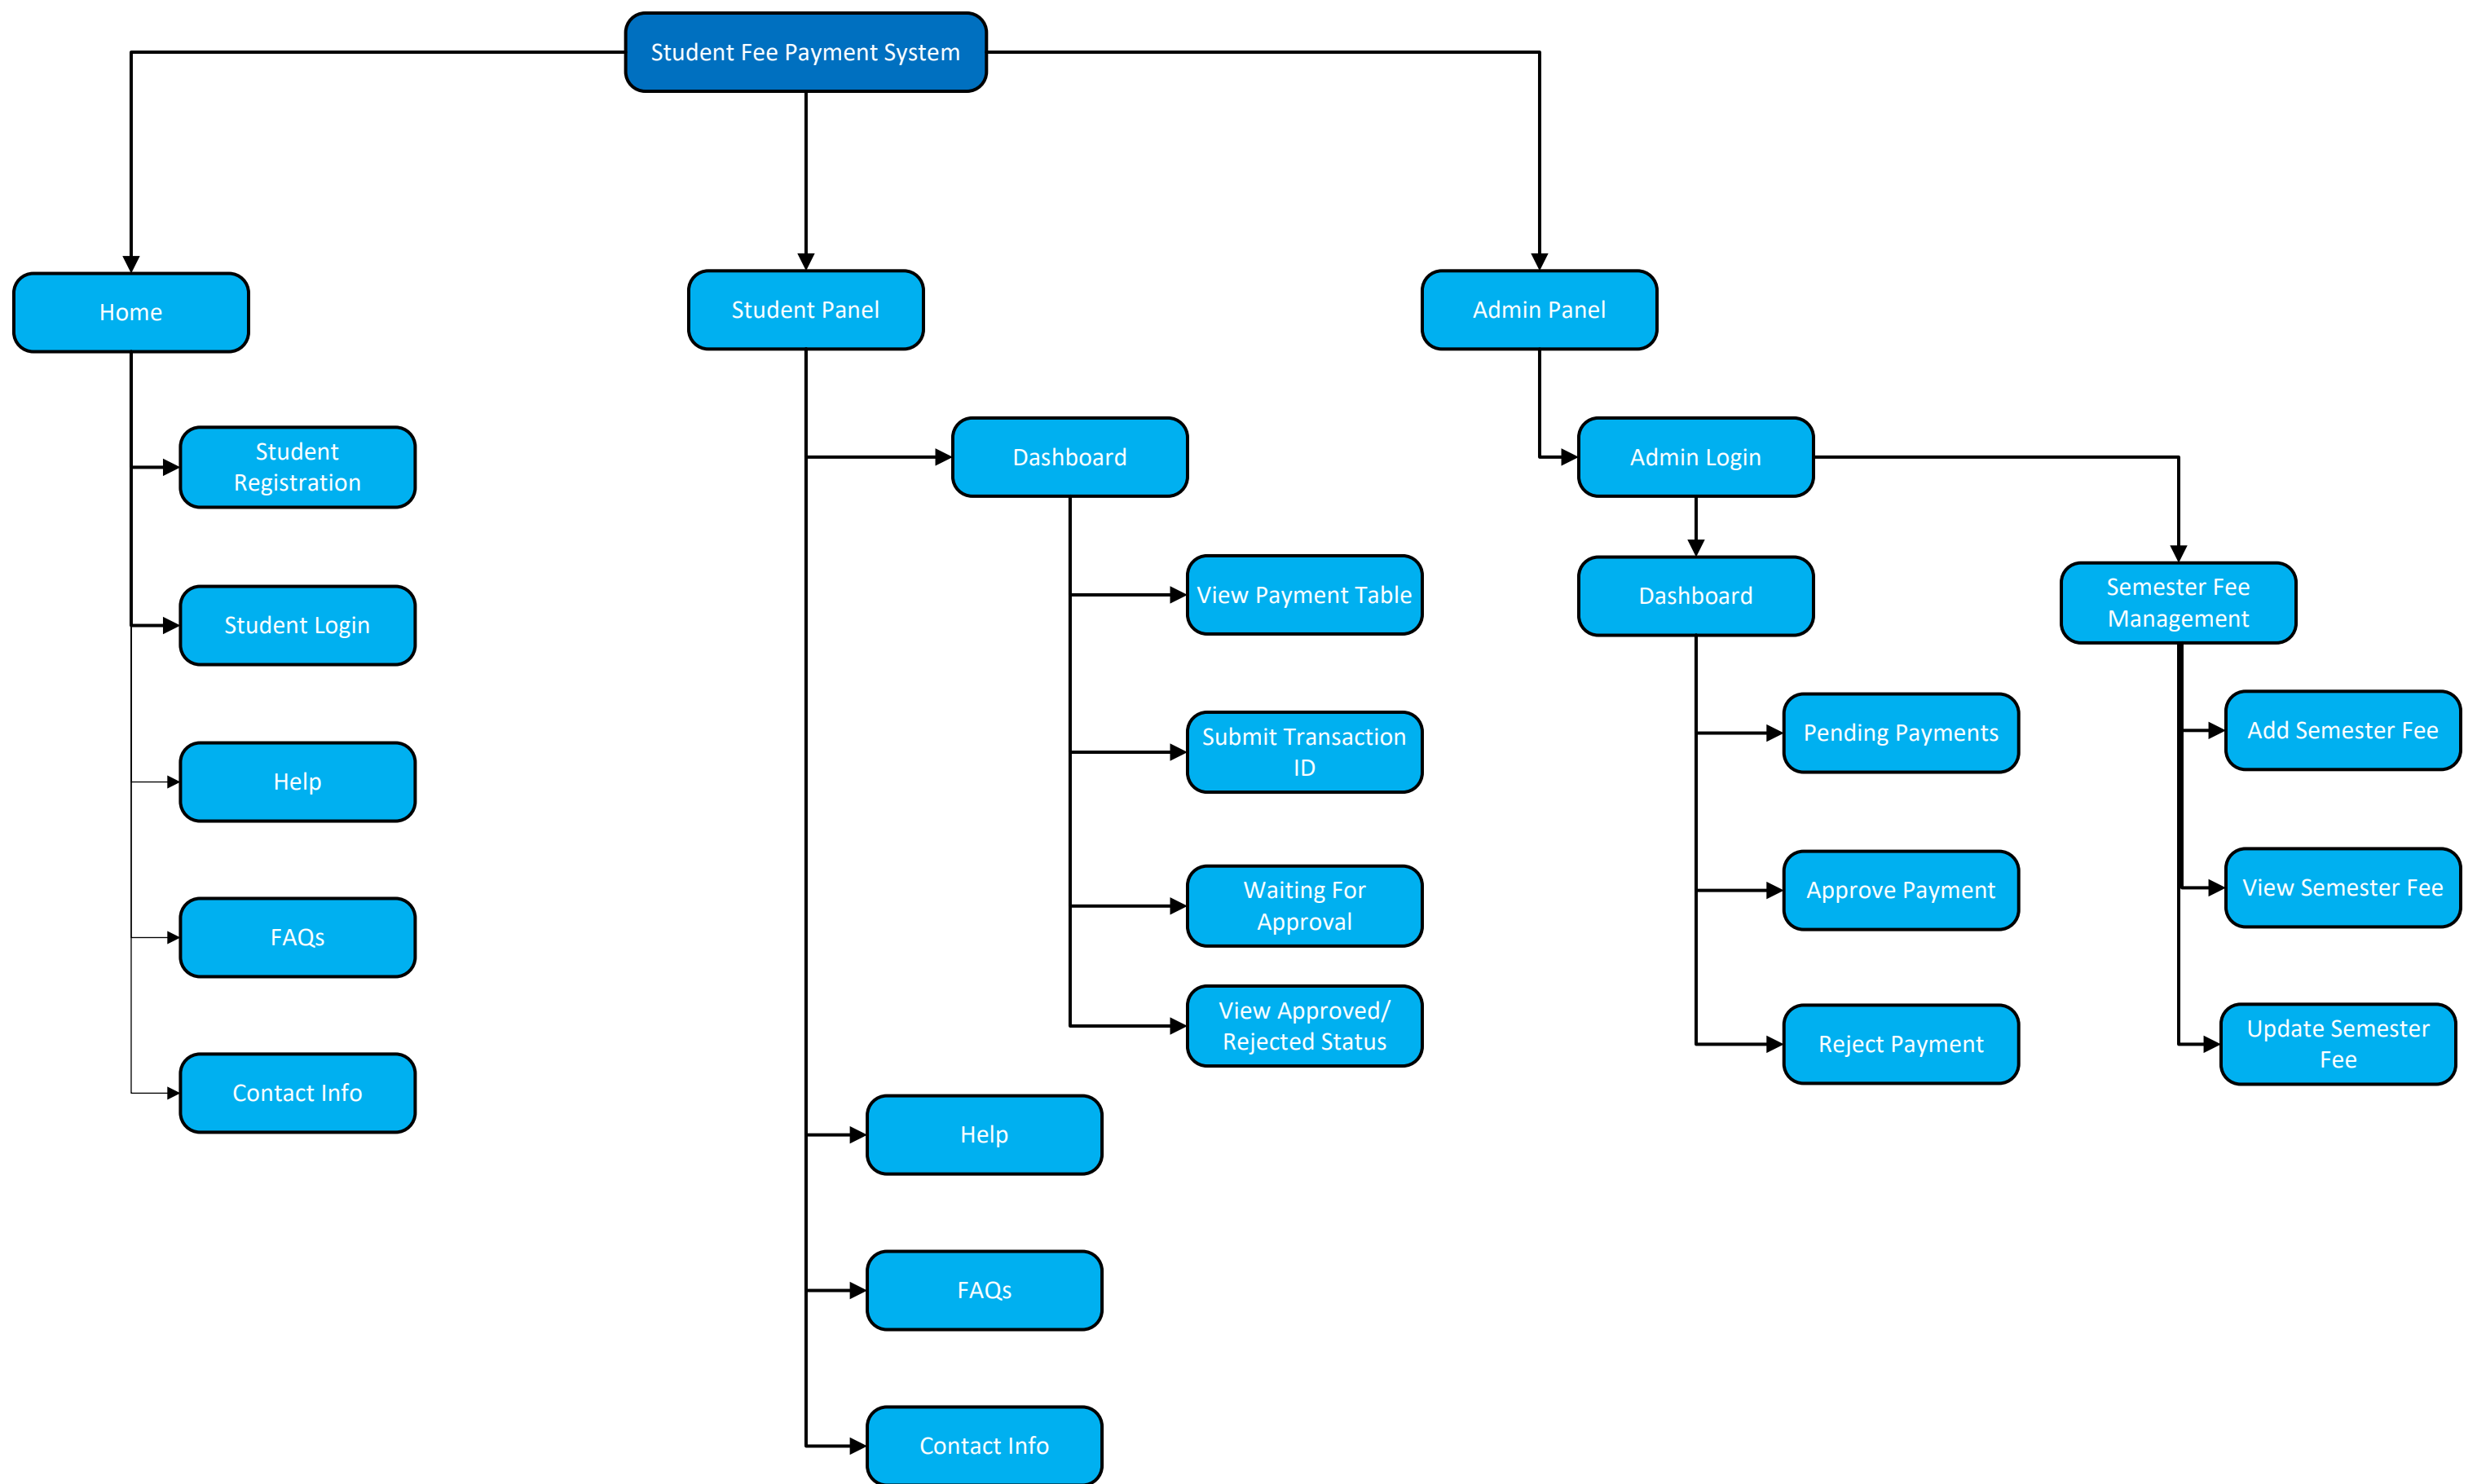 Student Fee Payment System
Home
Student Panel
Admin Panel
Student
Registration
Student Login
Help
FAQs
Contact Info
Dashboard
View Payment Table
Submit Transaction
ID
Waiting For
Approval
View Approved/
Rejected Status
Help
FAQs
Contact Info
Admin Login
Dashboard
Pending Payments
Approve Payment
Reject Payment
Semester Fee
Management
Add Semester Fee
View Semester Fee
Update Semester
Fee